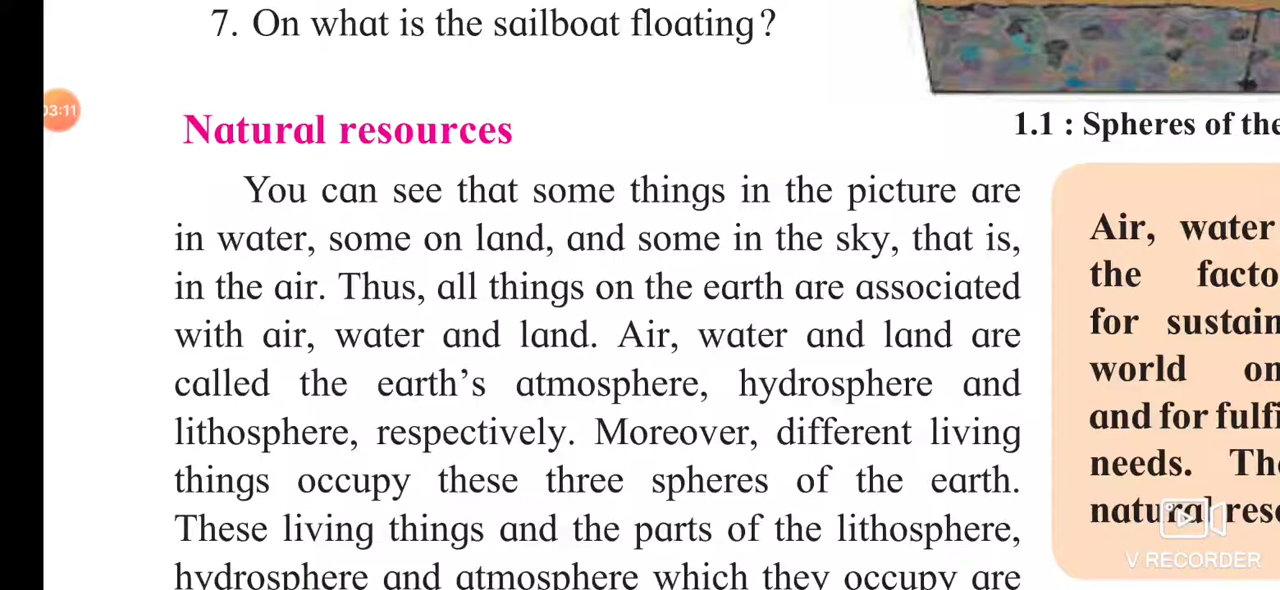 7. On what is the sailboat floating?
03:11
Natural resources
1.1 : Spheres of the
You can see that some things in the picture are
in water, some on land, and some in the sky, that is,
in the air. Thus, all things on the earth are associated
with air, water and land. Air, water and land are
called the earth's atmosphere, hydrosphere and
lithosphere, respectively. Moreover, different living
things occupy these three spheres of the earth.
These living things and the parts of the lithosphere,
hydrosphere and atmosphere which they occupy are
Air, water
the facto
for sustain
world on
and for fulfi
needs. The
natural reso
V RECORDER